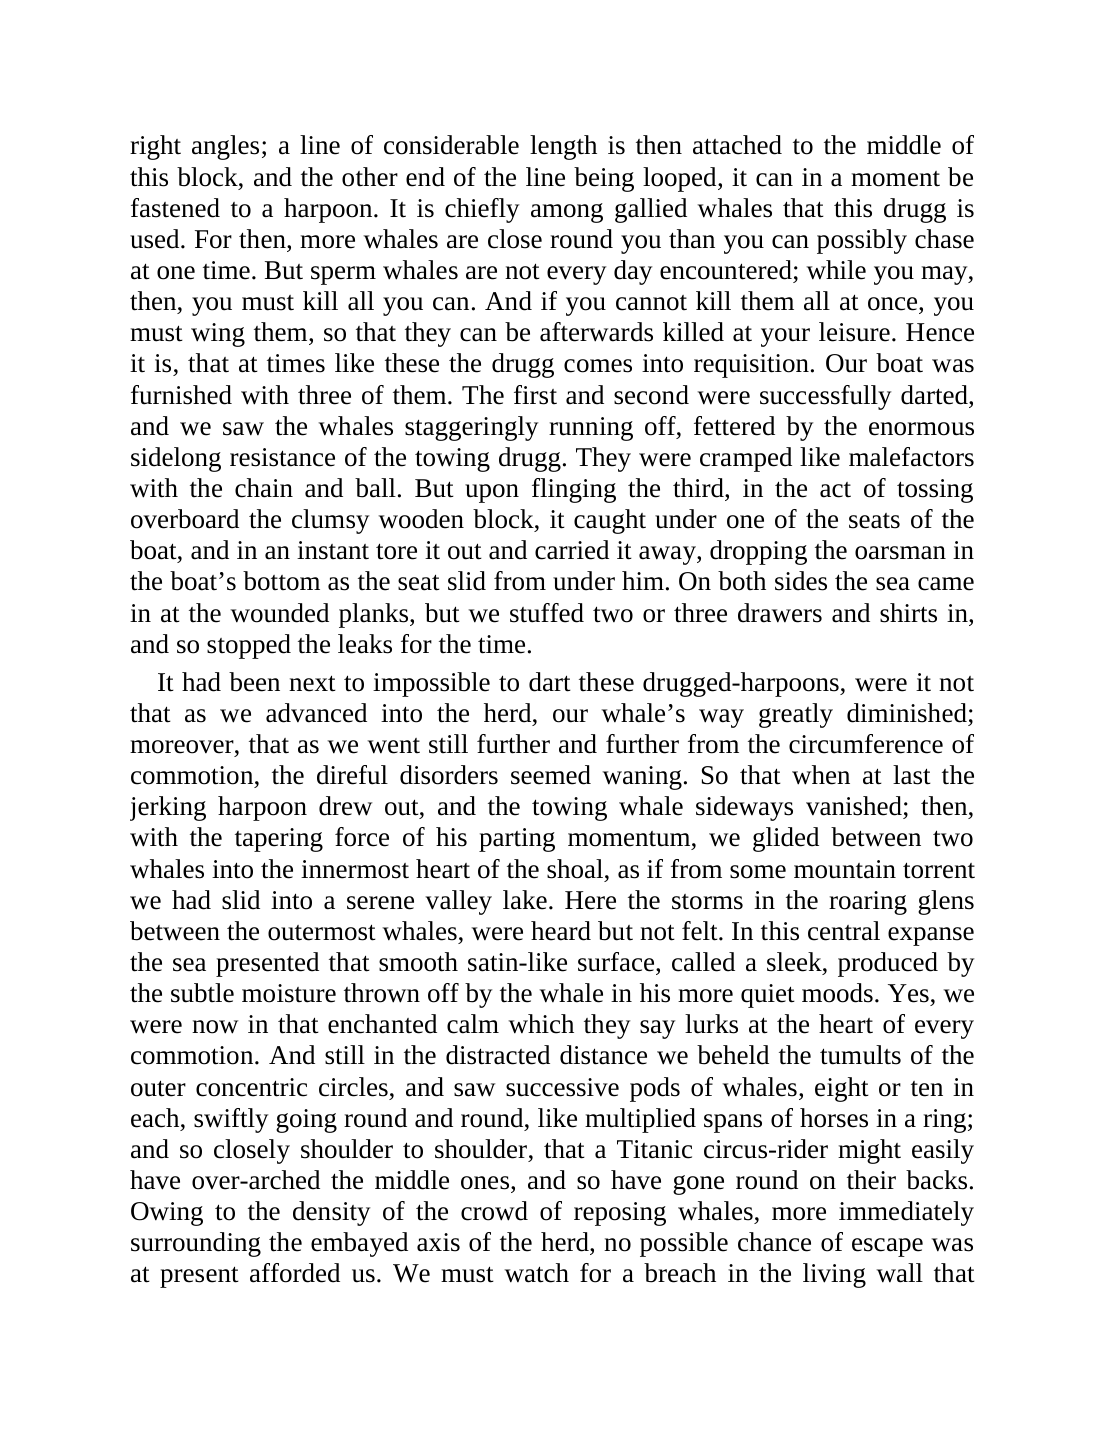 right angles; a line of considerable length is then attached to the middle of
this block, and the other end of the line being looped, it can in a moment be
fastened to a harpoon. It is chiefly among gallied whales that this drugg is
used. For then, more whales are close round you than you can possibly chase
at one time. But sperm whales are not every day encountered; while you may,
then, you must kill all you can. And if you cannot kill them all at once, you
must wing them, so that they can be afterwards killed at your leisure. Hence
it is, that at times like these the drugg comes into requisition. Our boat was
furnished with three of them. The first and second were successfully darted,
and we saw the whales staggeringly running off, fettered by the enormous
sidelong resistance of the towing drugg. They were cramped like malefactors
with the chain and ball. But upon flinging the third, in the act of tossing
overboard the clumsy wooden block, it caught under one of the seats of the
boat, and in an instant tore it out and carried it away, dropping the oarsman in
the boat’s bottom as the seat slid from under him. On both sides the sea came
in at the wounded planks, but we stuffed two or three drawers and shirts in,
and so stopped the leaks for the time.
It had been next to impossible to dart these drugged-harpoons, were it not
that as we advanced into the herd, our whale’s way greatly diminished;
moreover, that as we went still further and further from the circumference of
commotion, the direful disorders seemed waning. So that when at last the
jerking harpoon drew out, and the towing whale sideways vanished; then,
with the tapering force of his parting momentum, we glided between two
whales into the innermost heart of the shoal, as if from some mountain torrent
we had slid into a serene valley lake. Here the storms in the roaring glens
between the outermost whales, were heard but not felt. In this central expanse
the sea presented that smooth satin-like surface, called a sleek, produced by
the subtle moisture thrown off by the whale in his more quiet moods. Yes, we
were now in that enchanted calm which they say lurks at the heart of every
commotion. And still in the distracted distance we beheld the tumults of the
outer concentric circles, and saw successive pods of whales, eight or ten in
each, swiftly going round and round, like multiplied spans of horses in a ring;
and so closely shoulder to shoulder, that a Titanic circus-rider might easily
have over-arched the middle ones, and so have gone round on their backs.
Owing to the density of the crowd of reposing whales, more immediately
surrounding the embayed axis of the herd, no possible chance of escape was
at present afforded us. We must watch for a breach in the living wall that